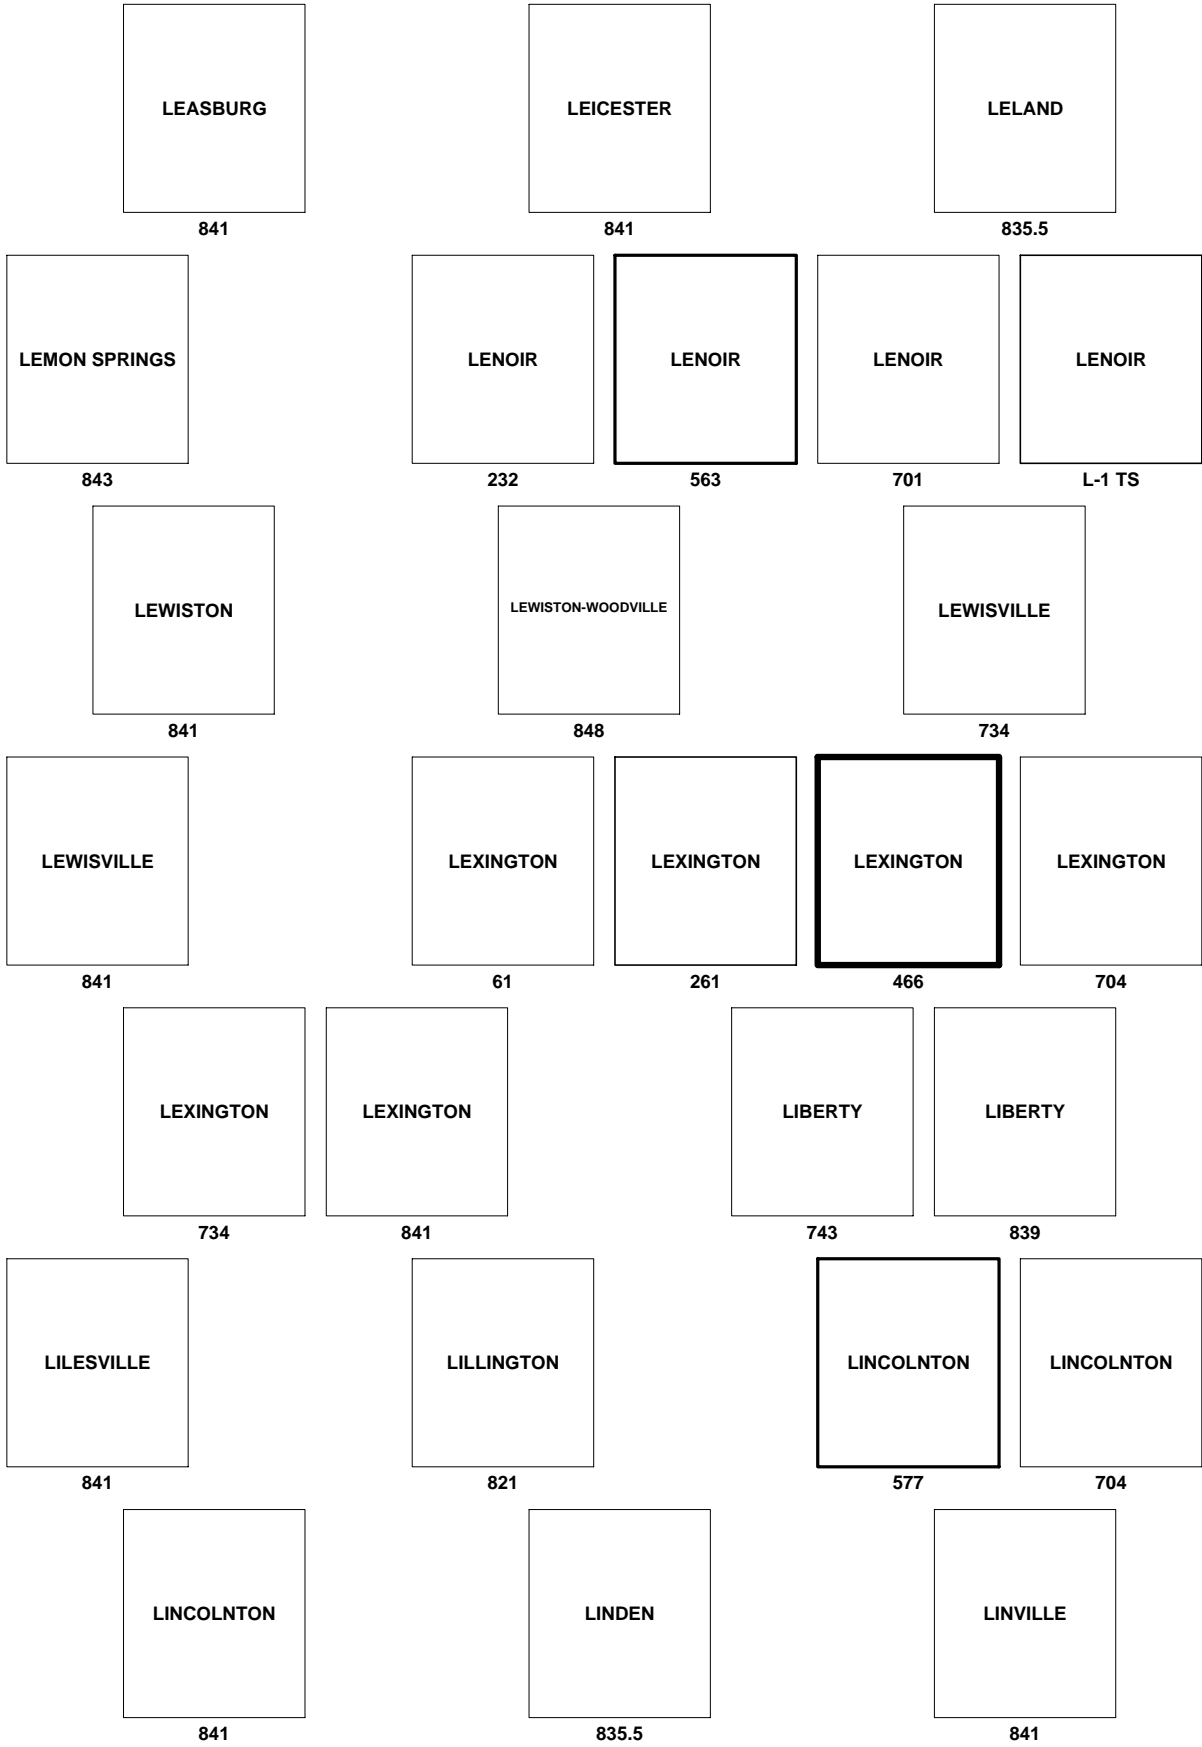 LEASBURG
841
LEICESTER
841
LELAND
835.5
LEMON SPRINGS
843
LENOIR
232
LENOIR
563
LENOIR
701
LENOIR
L-1 TS
LEWISTON
841
LEWISTON-WOODVILLE
848
LEWISVILLE
734
LEWISVILLE
841
LEXINGTON
61
LEXINGTON
261
LEXINGTON
466
LEXINGTON
704
LEXINGTON
734
LEXINGTON
841
LIBERTY
743
LIBERTY
839
LILESVILLE
841
LILLINGTON
821
LINCOLNTON
577
LINCOLNTON
704
LINCOLNTON
841
LINDEN
835.5
LINVILLE
841